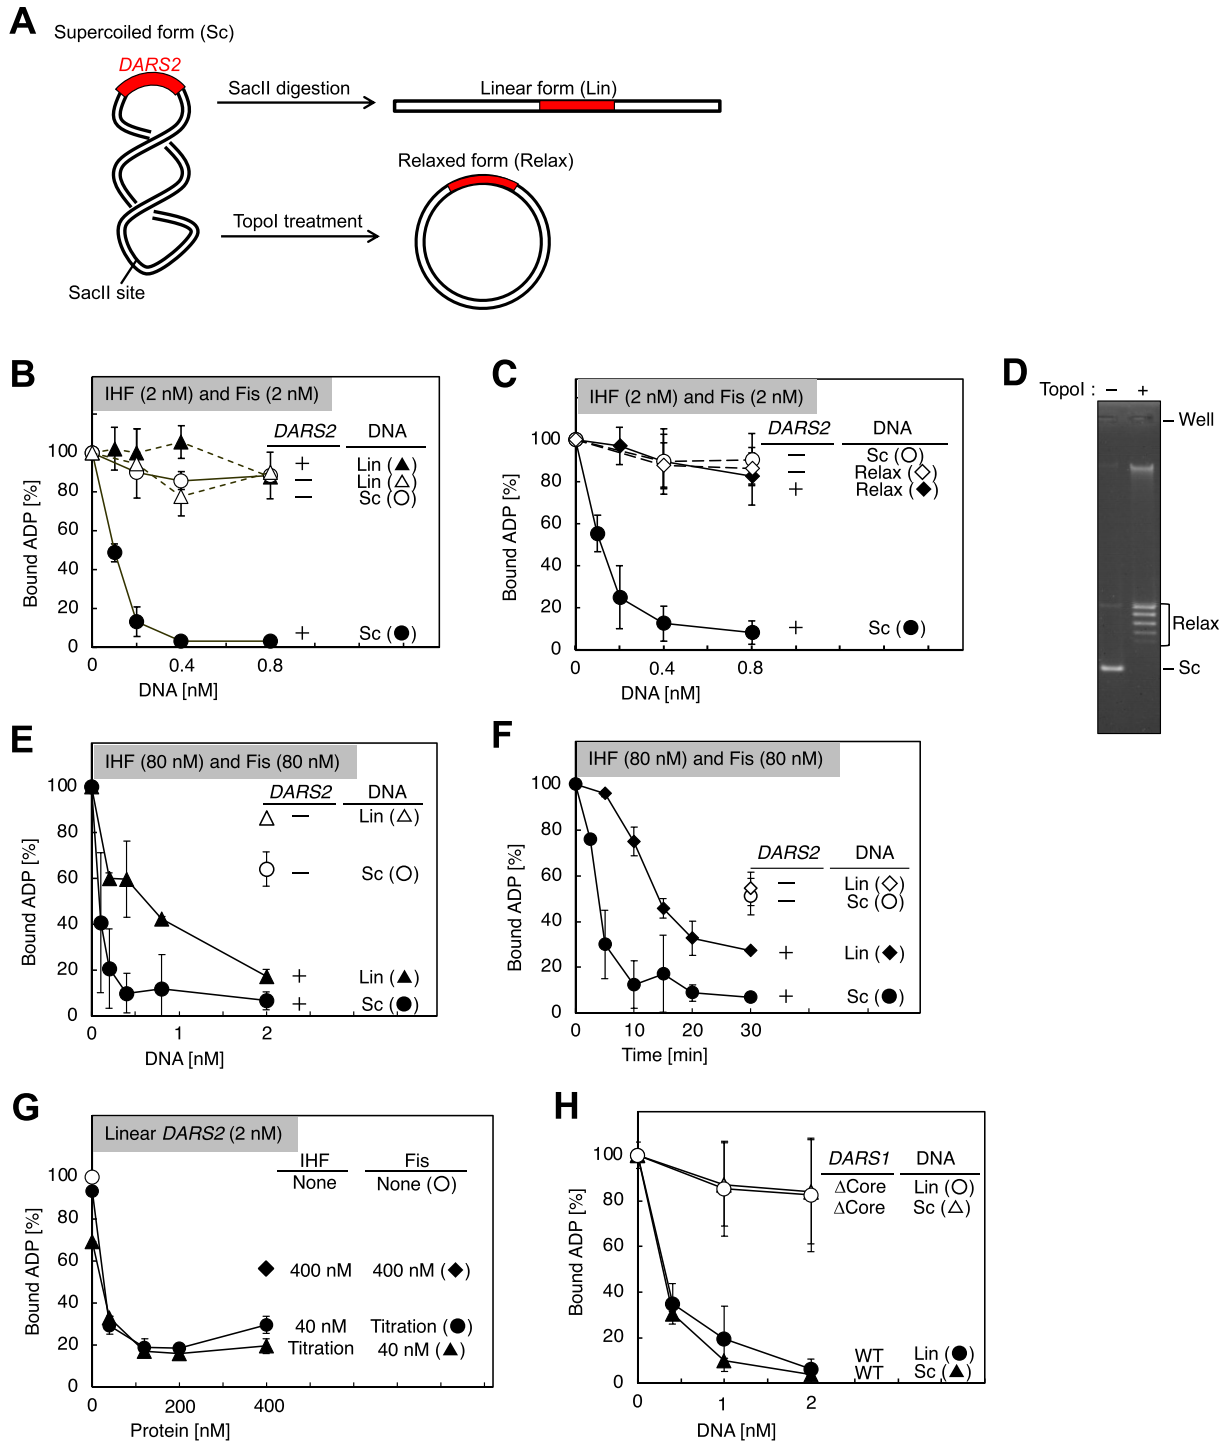 A
Supercoiled form (Sc)
DARS2
SacII digestion
Linear form (Lin)
Relaxed form (Relax)
TopoI treatment
SacII site
B
IHF (2 nM) and Fis (2 nM)
DARS2 DNA
+ Lin (▲)
− Lin (△)
− Sc (○)
+ Sc (●)
Bound ADP [%]
100
80
60
40
20
0
0 0.4 0.8
DNA [nM]
C
IHF (2 nM) and Fis (2 nM)
DARS2 DNA
− Sc (○)
− Relax (◇)
+ Relax (◆)
+ Sc (●)
Bound ADP [%]
100
80
60
40
20
0
0 0.4 0.8
DNA [nM]
D
TopoI : − +
Well
Relax
Sc
E
IHF (80 nM) and Fis (80 nM)
DARS2 DNA
− Lin (△)
− Sc (○)
+ Lin (▲)
+ Sc (●)
Bound ADP [%]
100
80
60
40
20
0
0 1 2
DNA [nM]
F
IHF (80 nM) and Fis (80 nM)
DARS2 DNA
− Lin (◇)
− Sc (○)
+ Lin (◆)
+ Sc (●)
Bound ADP [%]
100
80
60
40
20
0
0 10 20 30
Time [min]
G
Linear DARS2 (2 nM)
IHF Fis
None None (○)
400 nM 400 nM (◆)
40 nM Titration (●)
Titration 40 nM (▲)
Bound ADP [%]
100
80
60
40
20
0
0 200 400
Protein [nM]
H
DARS1 DNA
ΔCore Lin (○)
ΔCore Sc (△)
WT Lin (●)
WT Sc (▲)
Bound ADP [%]
100
80
60
40
20
0
0 1 2
DNA [nM]